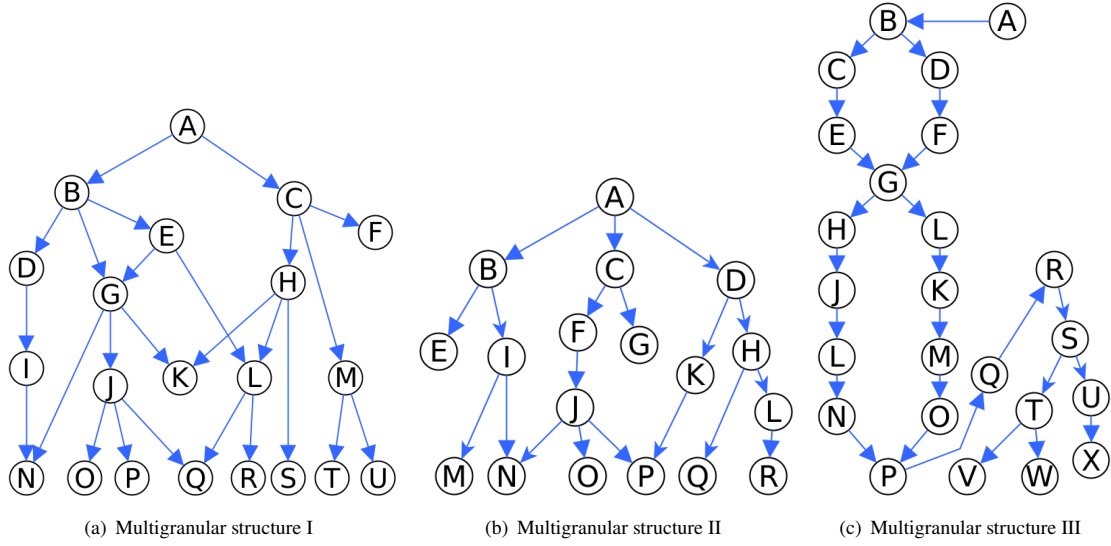 B A
C D
E F
A
G
B C
A
F
E
H L
D
B C D
R
H
G
J K
F
G
S
E
I
H
L M
Q
I
J
K
L
M
K
U
J
T
L
N O
X
N O P Q R S T U
M N O P Q R
P V W
(a) Multigranular structure I
(b) Multigranular structure II
(c) Multigranular structure III